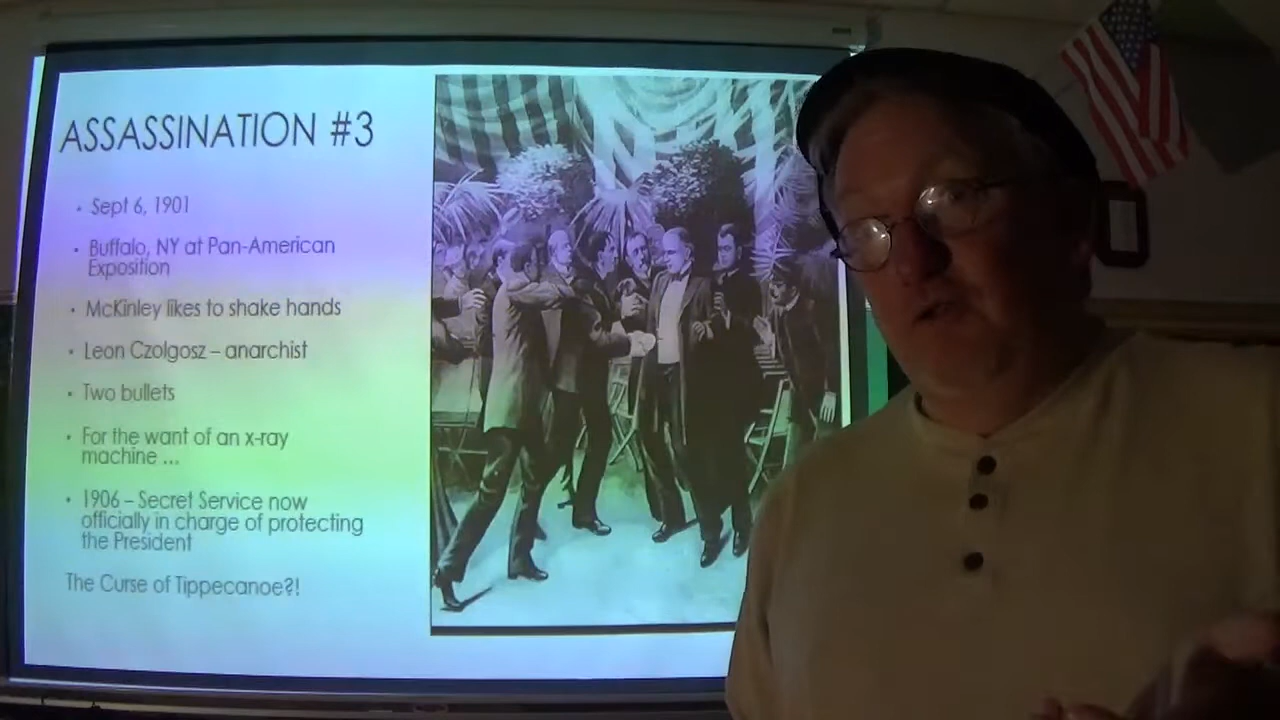 ASSASSINATION #3
• Sept 6, 1901
• Buffalo, NY at Pan-American
Exposition
• McKinley likes to shake hands
• Leon Czolgosz – anarchist
• Two bullets
• For the want of an x-ray
machine ...
• 1906 – Secret Service now
officially in charge of protecting
the President
The Curse of Tippecanoe?!